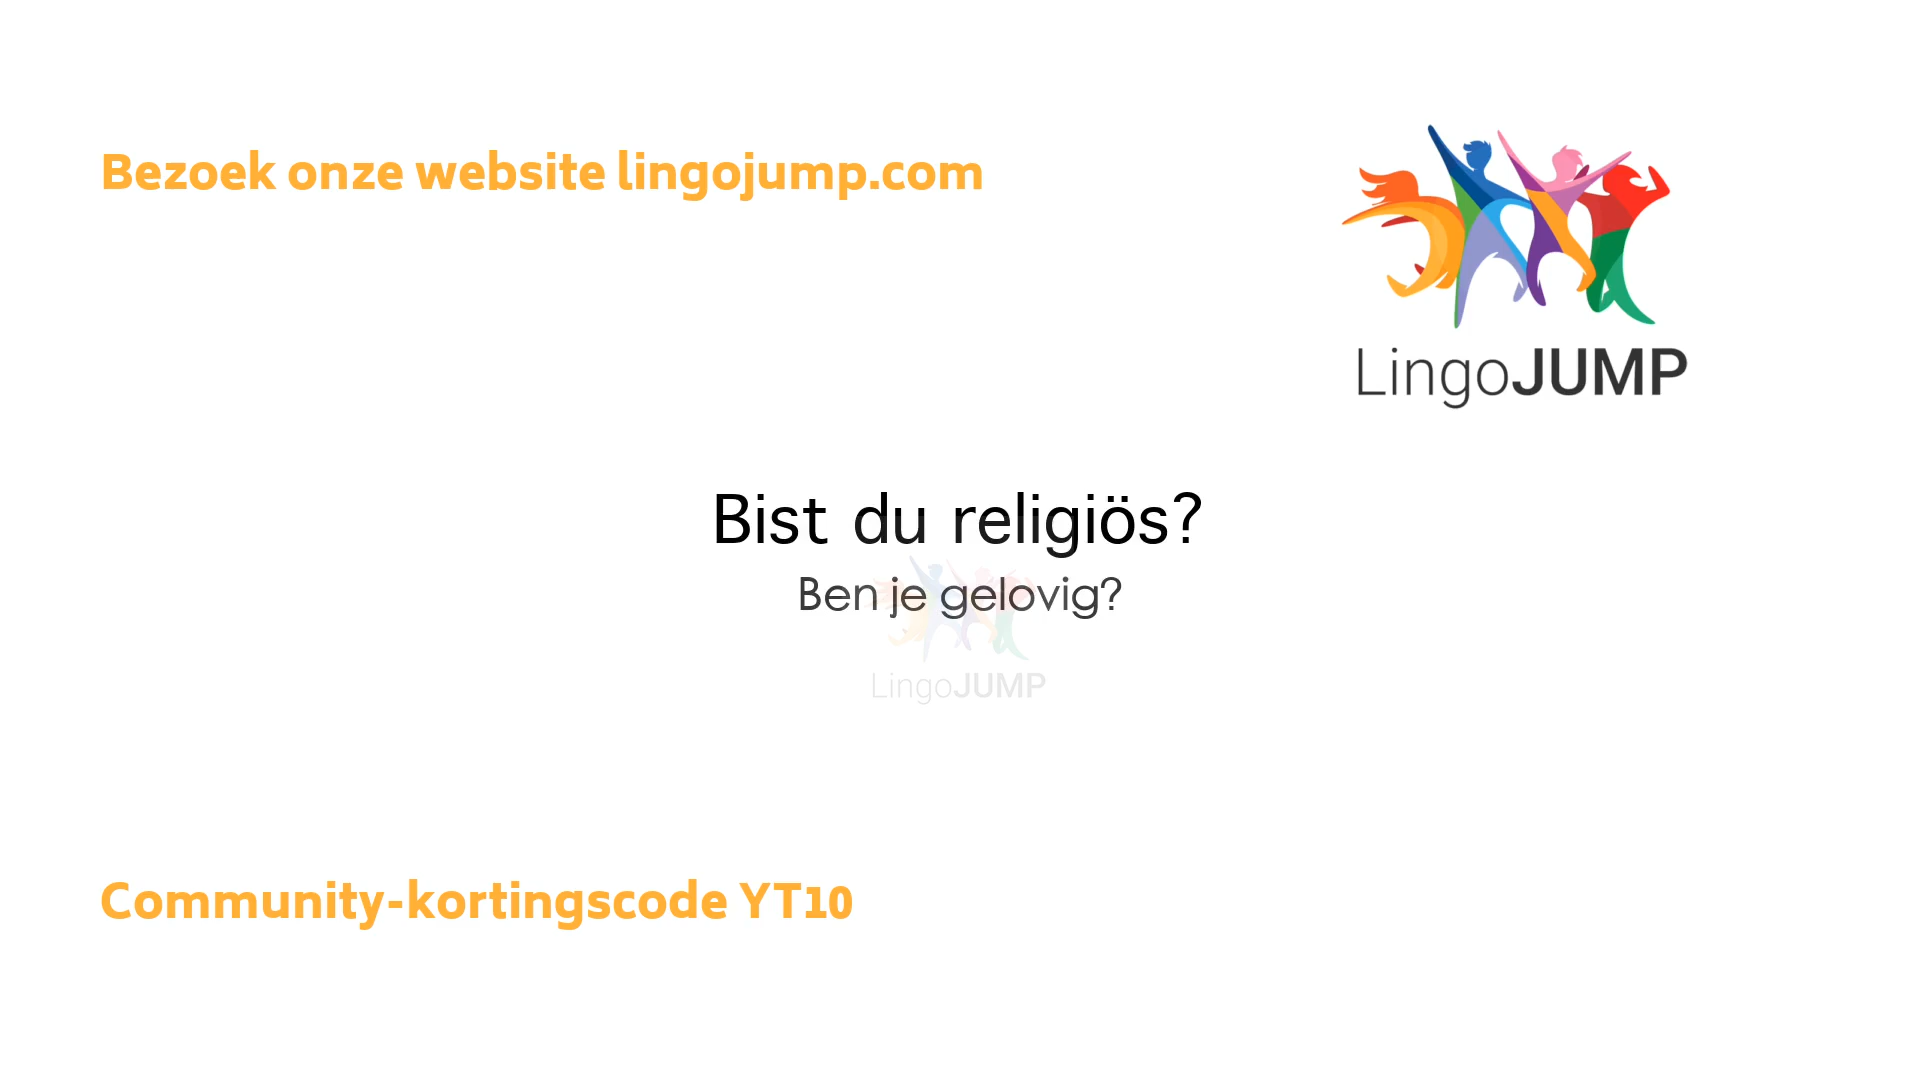 Bezoek onze website lingojump.com
LingoJUMP
Bist du religiös?
Ben je gelovig?
LingoJUMP
Community-kortingscode YT10